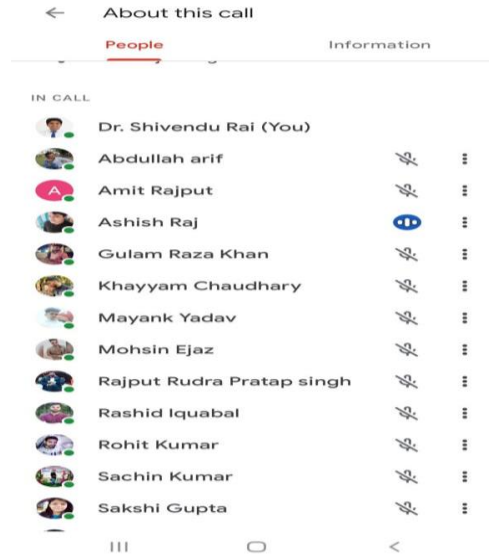 About this call
People Information
IN CALL
Dr. Shivendu Rai (You)
Abdullah arif
A Amit Rajput
Ashish Raj
Gulam Raza Khan
Khayyam Chaudhary
Mayank Yadav
Mohsin Ejaz
Rajput Rudra Pratap singh
Rashid Iquabal
Rohit Kumar
Sachin Kumar
Sakshi Gupta